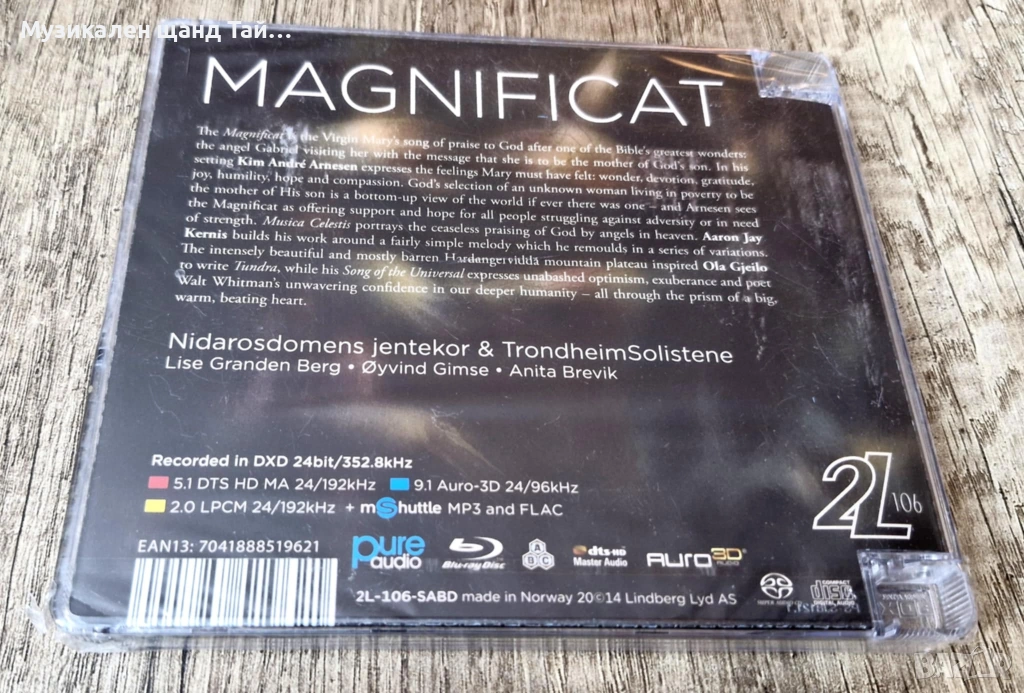 Музикален Щанд Тай...
MAGNIFICAT
The Magnificat is the Virgin Mary's song of praise to God after one of the Bible's greatest wonders:
the angel Gabriel visiting her with the message that she is to be the mother of God's son. In his
setting Kim André Arnesen expresses the feelings Mary must have felt: wonder, devotion, gratitude,
joy, humility, hope and compassion. God's selection of an unknown woman living in poverty to be
the mother of His son is a bottom-up view of the world if ever there was one – and Arnesen sees
the Magnificat as offering support and hope for all people struggling against adversity or in need
of strength. Musica Celestis portrays the ceaseless praising of God by angels in heaven. Aaron Jay
Kernis builds his work around a fairly simple melody which he remoulds in a series of variations.
The intensely beautiful and mostly barren Hardangervidda mountain plateau inspired Ola Gjeilo
to write Tundra, while his Song of the Universal expresses unabashed optimism, exuberance and poet
Walt Whitman's unwavering confidence in our deeper humanity – all through the prism of a big,
warm, beating heart.
Nidarosdomens jentekor & TrondheimSolistene
Lise Granden Berg • Øyvind Gimse • Anita Brevik
Recorded in DXD 24bit/352.8kHz
5.1 DTS HD MA 24/192kHz 9.1 Auro-3D 24/96kHz
2.0 LPCM 24/192kHz + mShuttle MP3 and FLAC
2L 106
EAN13: 7041888519621
pure audio Blu-ray Disc A B C dts-HD Master Audio AURO 3D AUDIO
2L-106-SABD made in Norway 20©14 Lindberg Lyd AS
COMPACT disc DIGITAL AUDIO